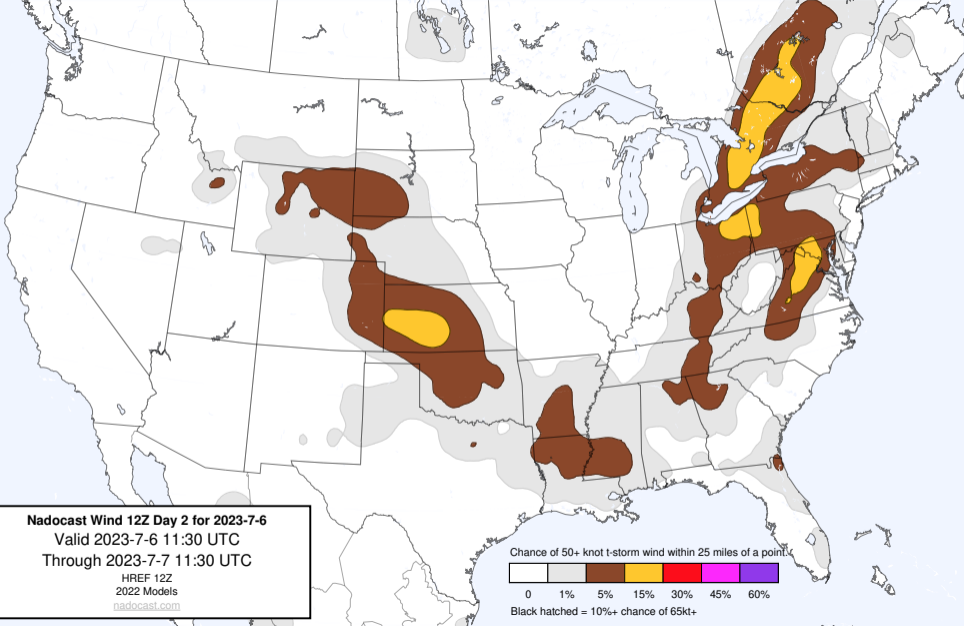 Nadocast Wind 12Z Day 2 for 2023-7-6
Valid 2023-7-6 11:30 UTC
Through 2023-7-7 11:30 UTC
HREF 12Z
2022 Models
nadocast.com
Chance of 50+ knot t-storm wind within 25 miles of a point.
0 1% 5% 15% 30% 45% 60%
Black hatched = 10%+ chance of 65kt+